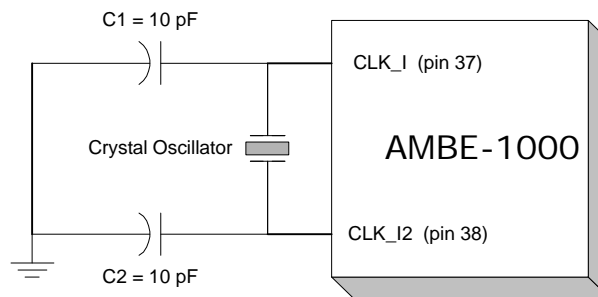 C1 = 10 pF
CLK_I (pin 37)
Crystal Oscillator
AMBE-1000
CLK_I2 (pin 38)
C2 = 10 pF